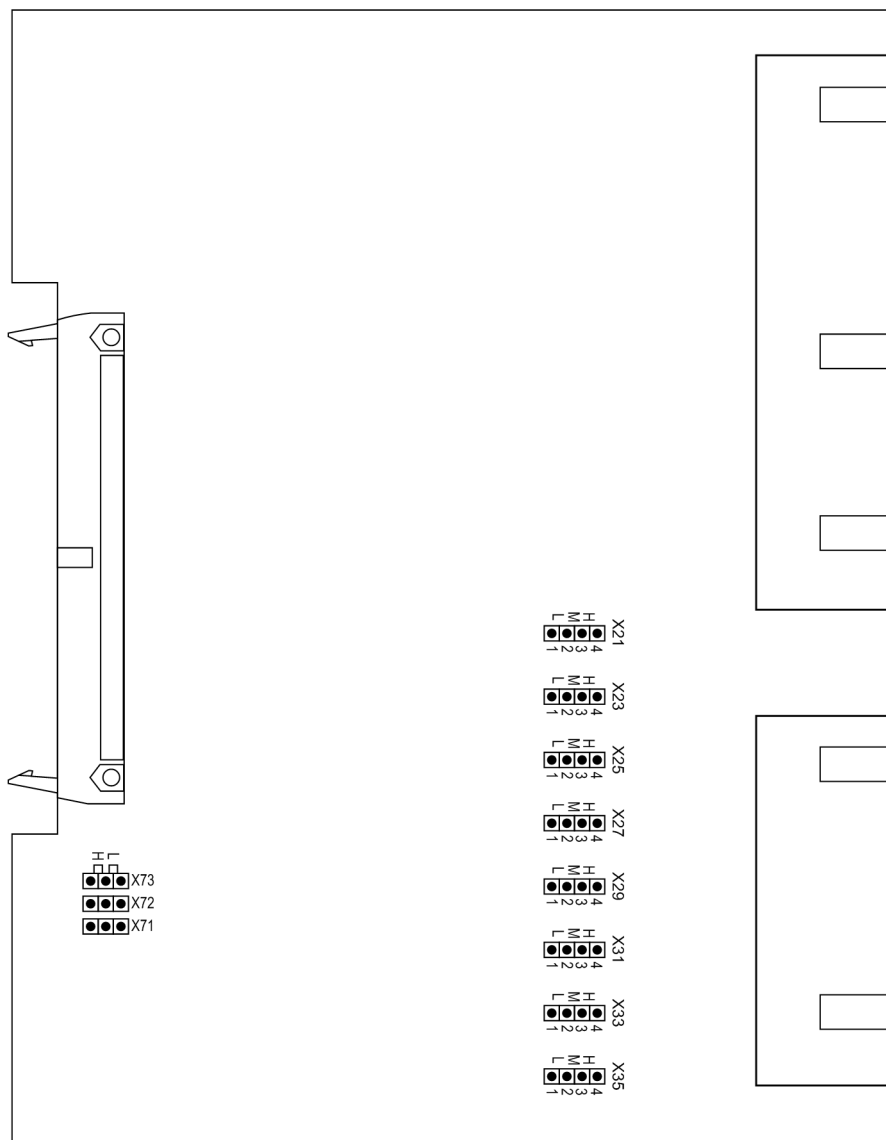 L M H X21
1 2 3 4
L M H X23
1 2 3 4
L M H X25
1 2 3 4
L M H X27
1 2 3 4
L M H X29
1 2 3 4
L M H X31
1 2 3 4
L M H X33
1 2 3 4
L M H X35
1 2 3 4
H L
X73
X72
X71